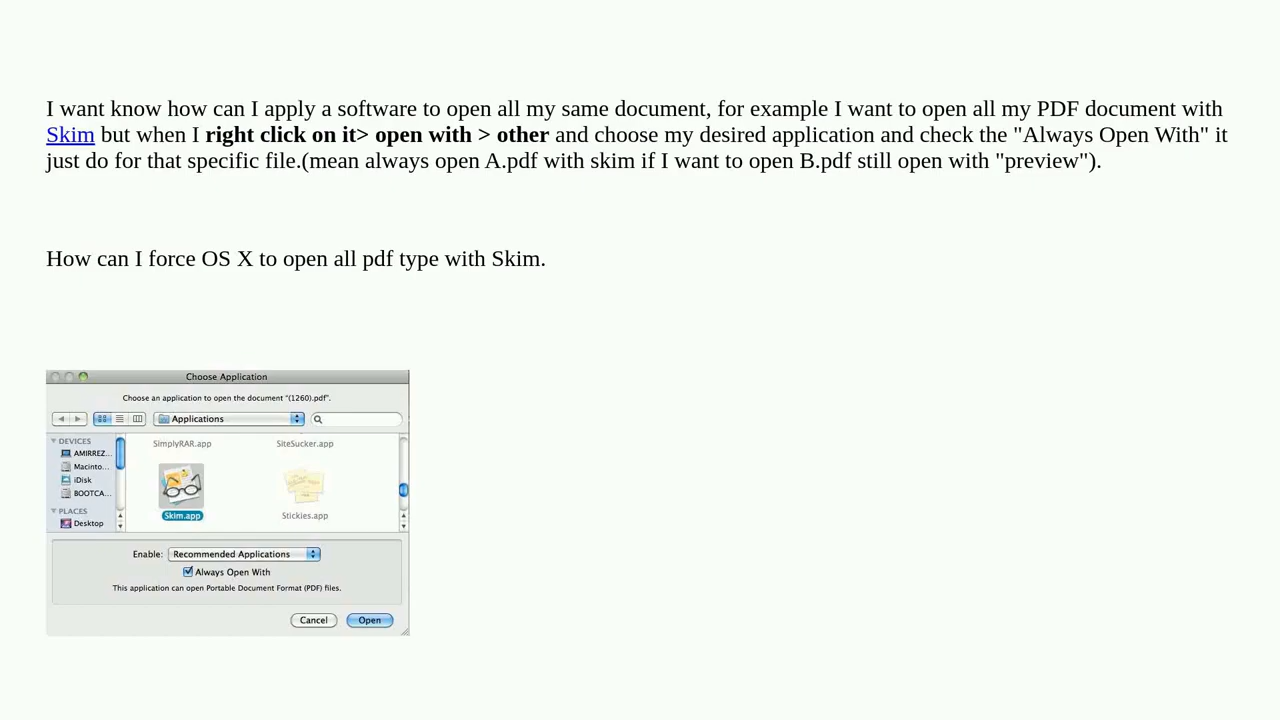 I want know how can I apply a software to open all my same document, for example I want to open all my PDF document with
Skim but when I right click on it> open with > other and choose my desired application and check the "Always Open With" it
just do for that specific file.(mean always open A.pdf with skim if I want to open B.pdf still open with "preview").
How can I force OS X to open all pdf type with Skim.
Choose Application
Choose an application to open the document "(1260).pdf".
Applications
DEVICES
AMIRREZ...
Macinto...
iDisk
BOOTCA...
PLACES
Desktop
SimplyRAR.app
SiteSucker.app
Skim.app
Stickies.app
Enable: Recommended Applications
Always Open With
This application can open Portable Document Format (PDF) files.
Cancel
Open